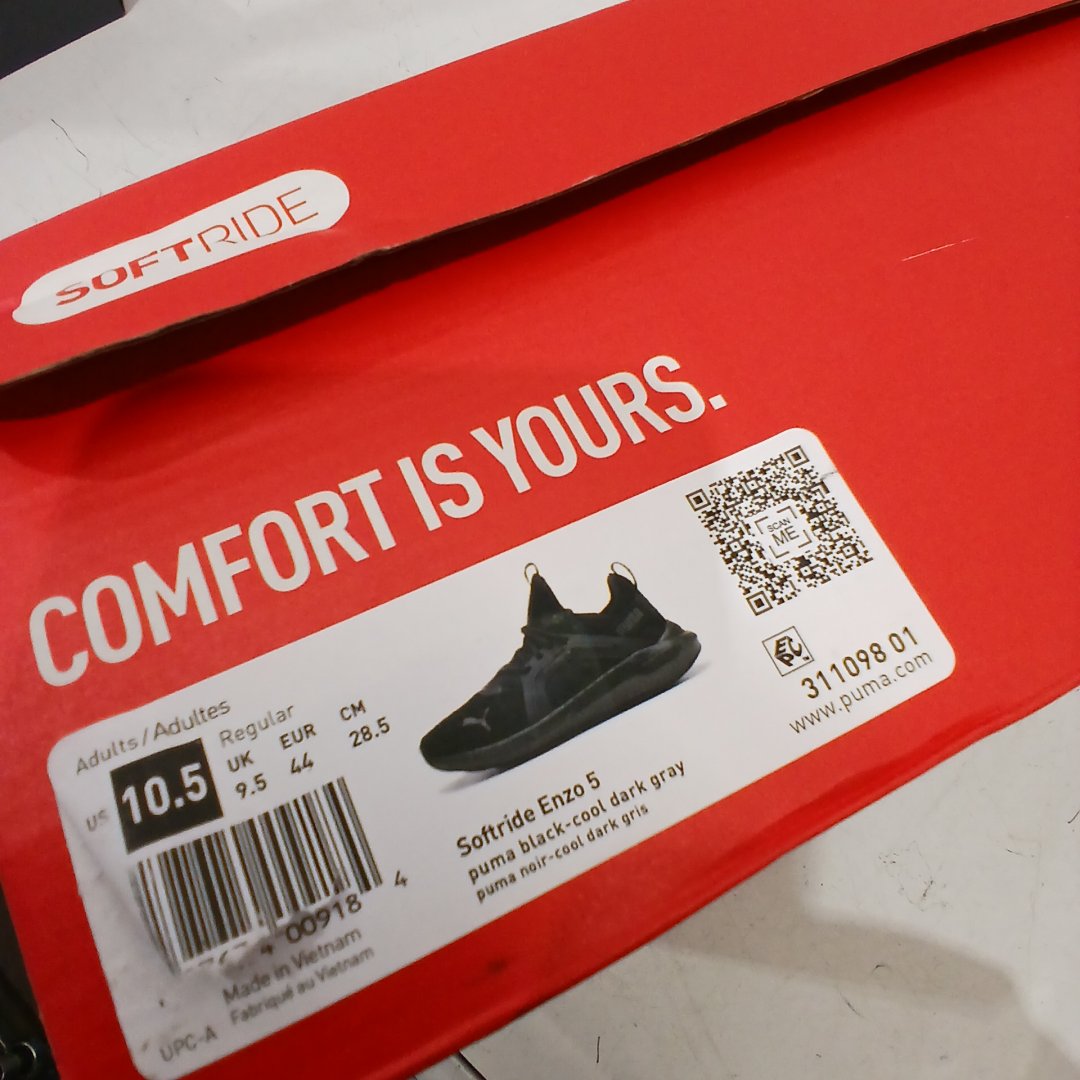 SOFTRIDE
COMFORT IS YOURS.
SCAN
ME
311098 01
www.puma.com
Adults/Adultes
Regular
US 10.5
UK EUR CM
9.5 44 28.5
Softride Enzo 5
puma black-cool dark gray
puma noir-cool dark gris
00918 4
Made in Vietnam
Fabriqué au Vietnam
UPC-A